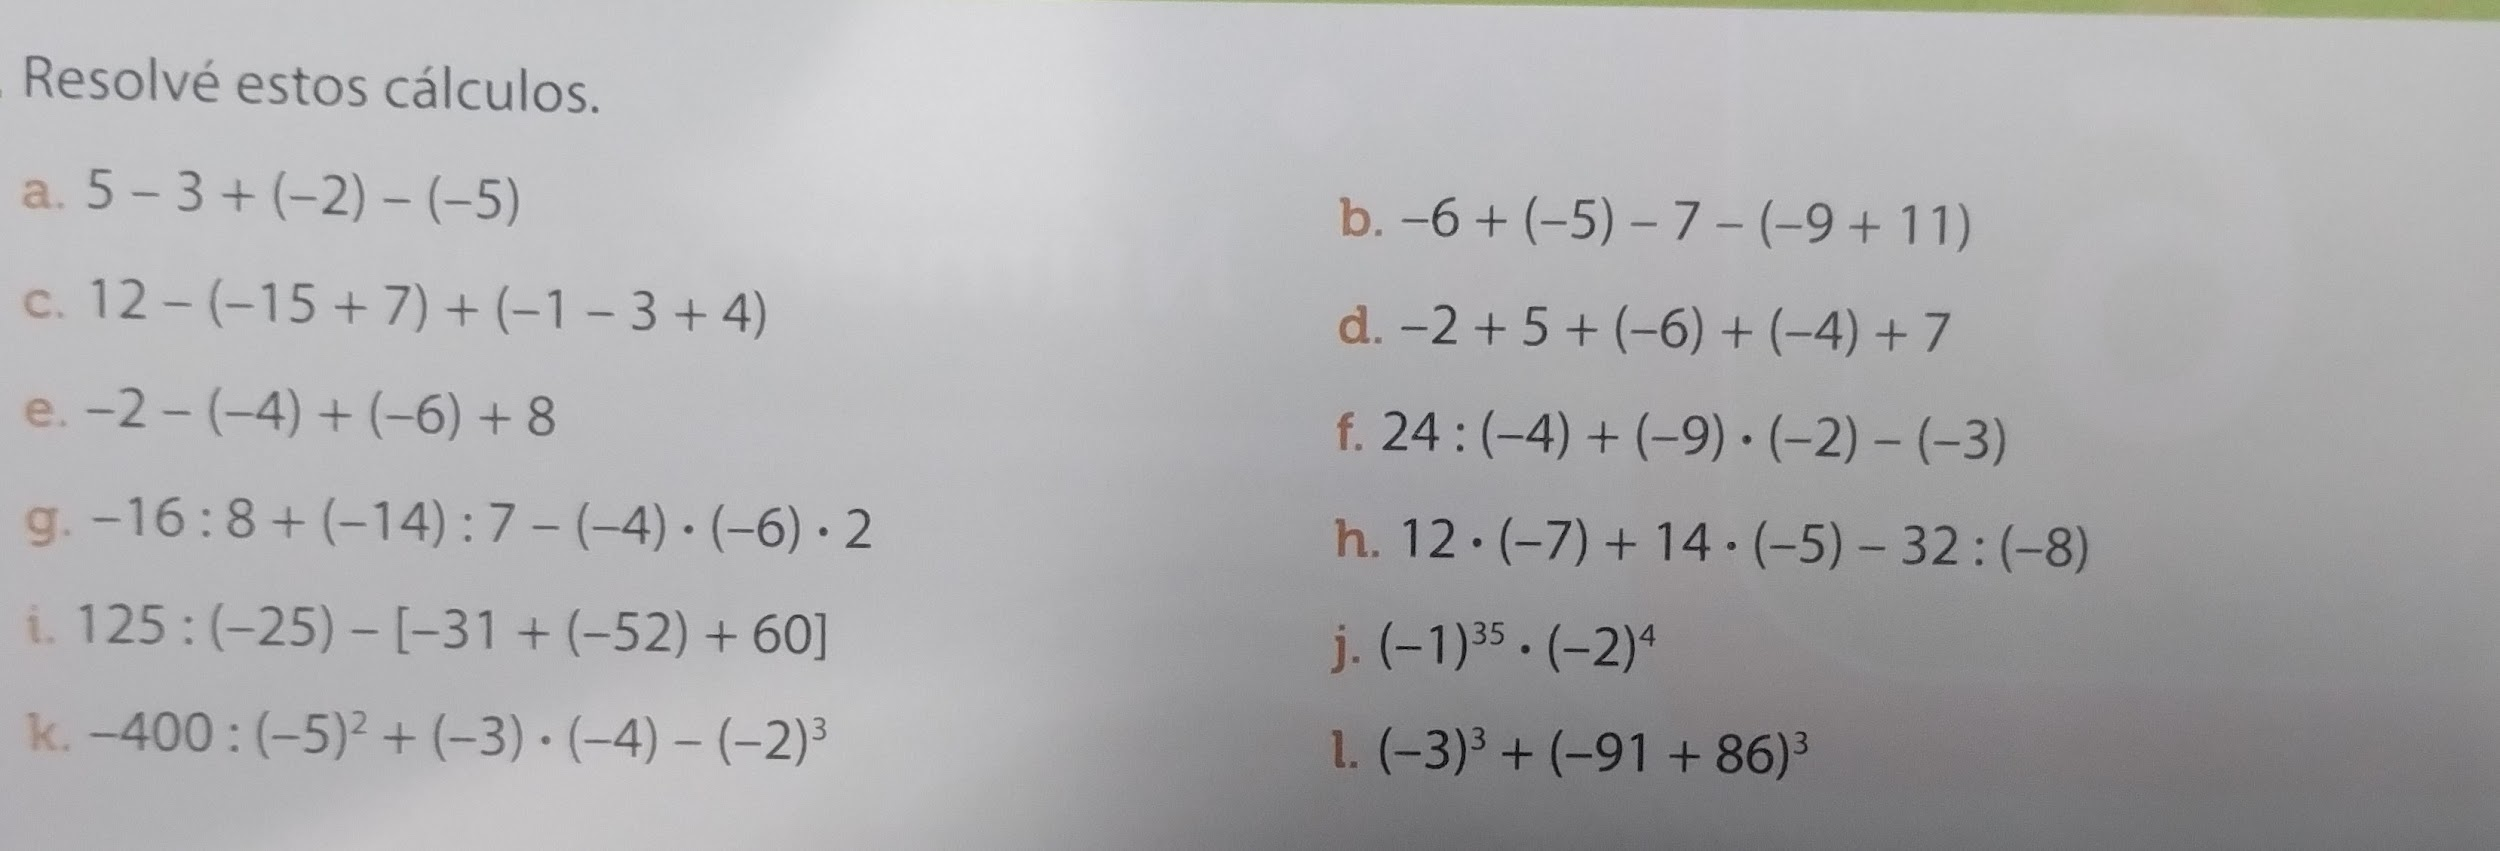 Resolvé estos cálculos.
a. 5 – 3 + (–2) – (–5)
b. –6 + (–5) – 7 – (–9 + 11)
c. 12 – (–15 + 7) + (–1 – 3 + 4)
d. –2 + 5 + (–6) + (–4) + 7
e. –2 – (–4) + (–6) + 8
f. 24 : (–4) + (–9) · (–2) – (–3)
g. –16 : 8 + (–14) : 7 – (–4) · (–6) · 2
h. 12 · (–7) + 14 · (–5) – 32 : (–8)
i. 125 : (–25) – [–31 + (–52) + 60]
j. (–1)³⁵ · (–2)⁴
k. –400 : (–5)² + (–3) · (–4) – (–2)³
l. (–3)³ + (–91 + 86)³